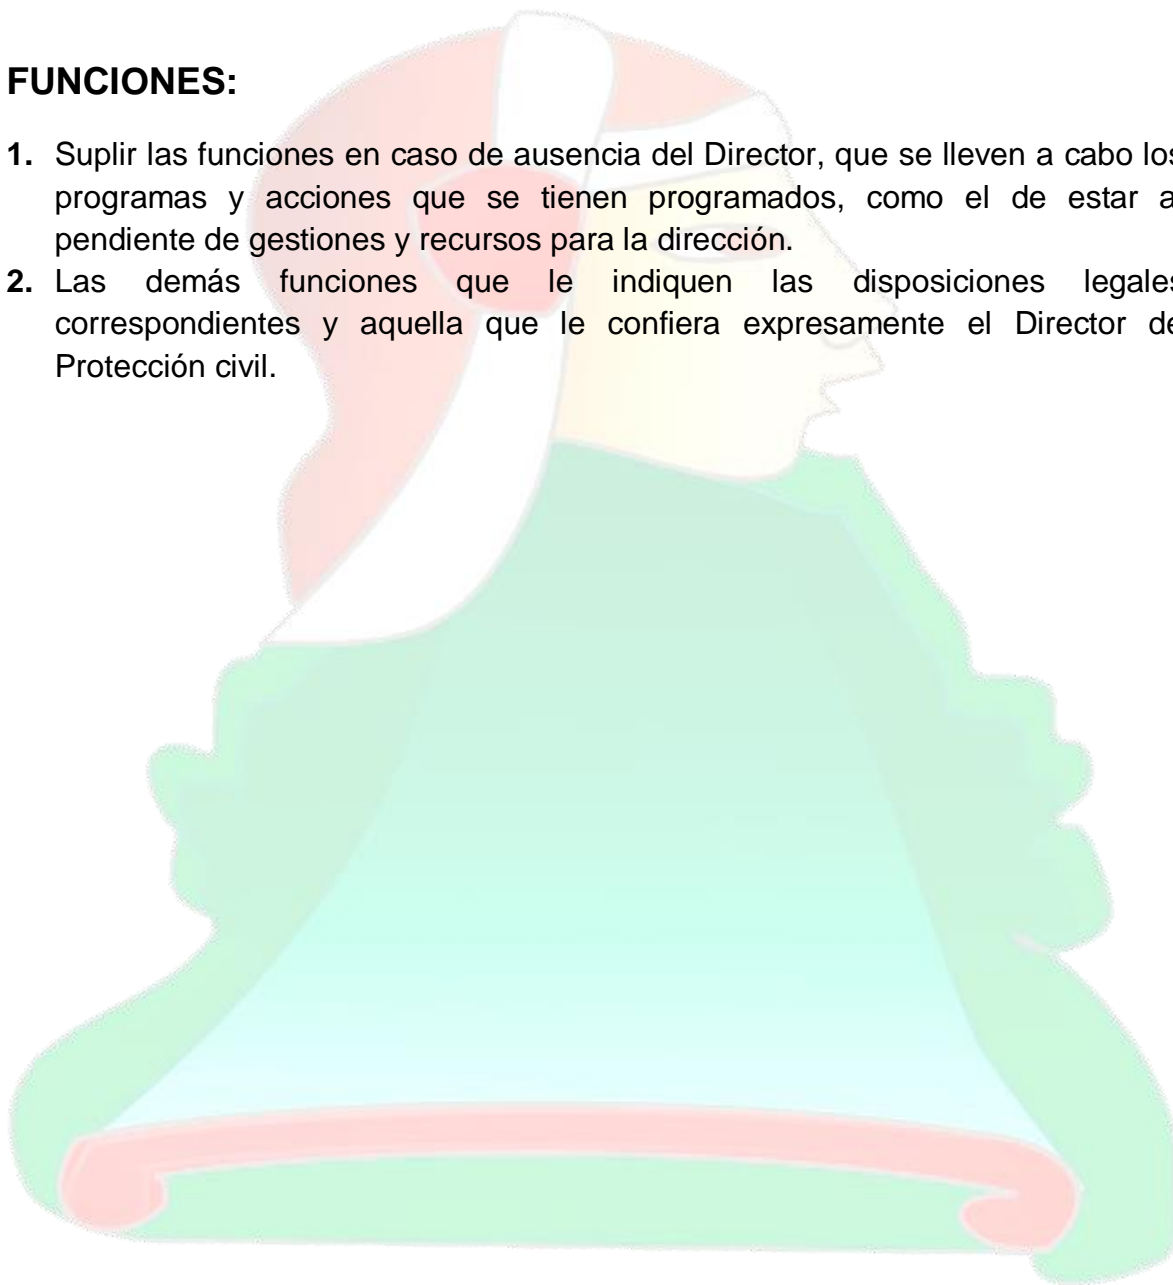 FUNCIONES:
1. Suplir las funciones en caso de ausencia del Director, que se lleven a cabo los
programas y acciones que se tienen programados, como el de estar a
pendiente de gestiones y recursos para la dirección.
2. Las demás funciones que le indiquen las disposiciones legales
correspondientes y aquella que le confiera expresamente el Director de
Protección civil.